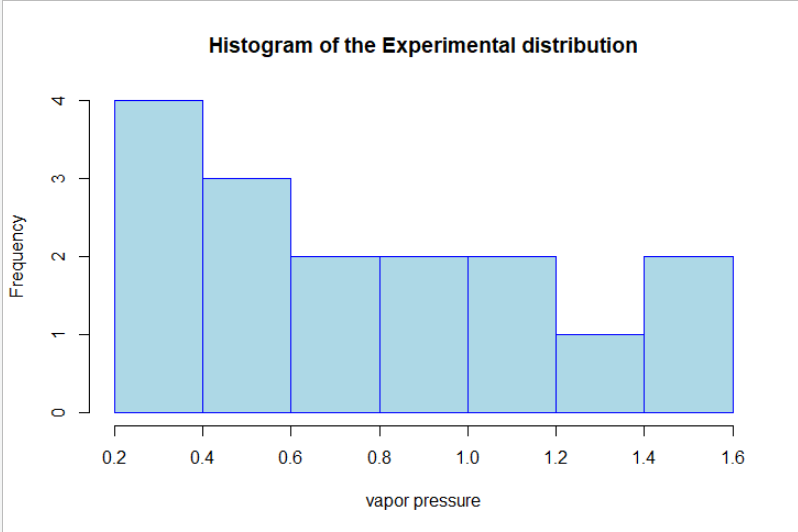 Histogram of the Experimental distribution
Frequency
4
3
2
1
0
0.2 0.4 0.6 0.8 1.0 1.2 1.4 1.6
vapor pressure